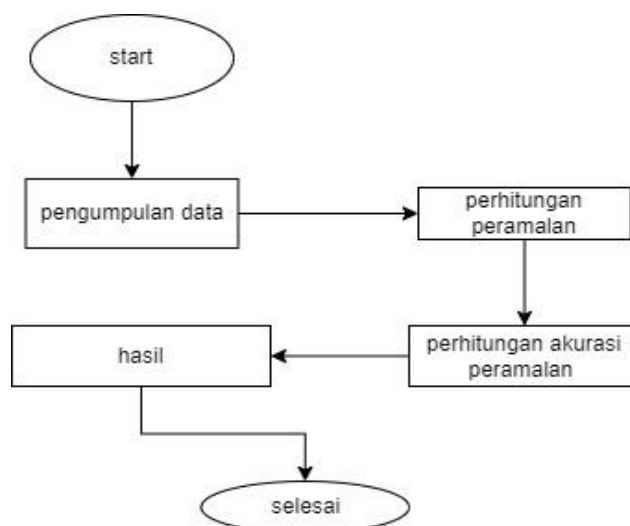 start
pengumpulan data
perhitungan
peramalan
perhitungan akurasi
peramalan
hasil
selesai